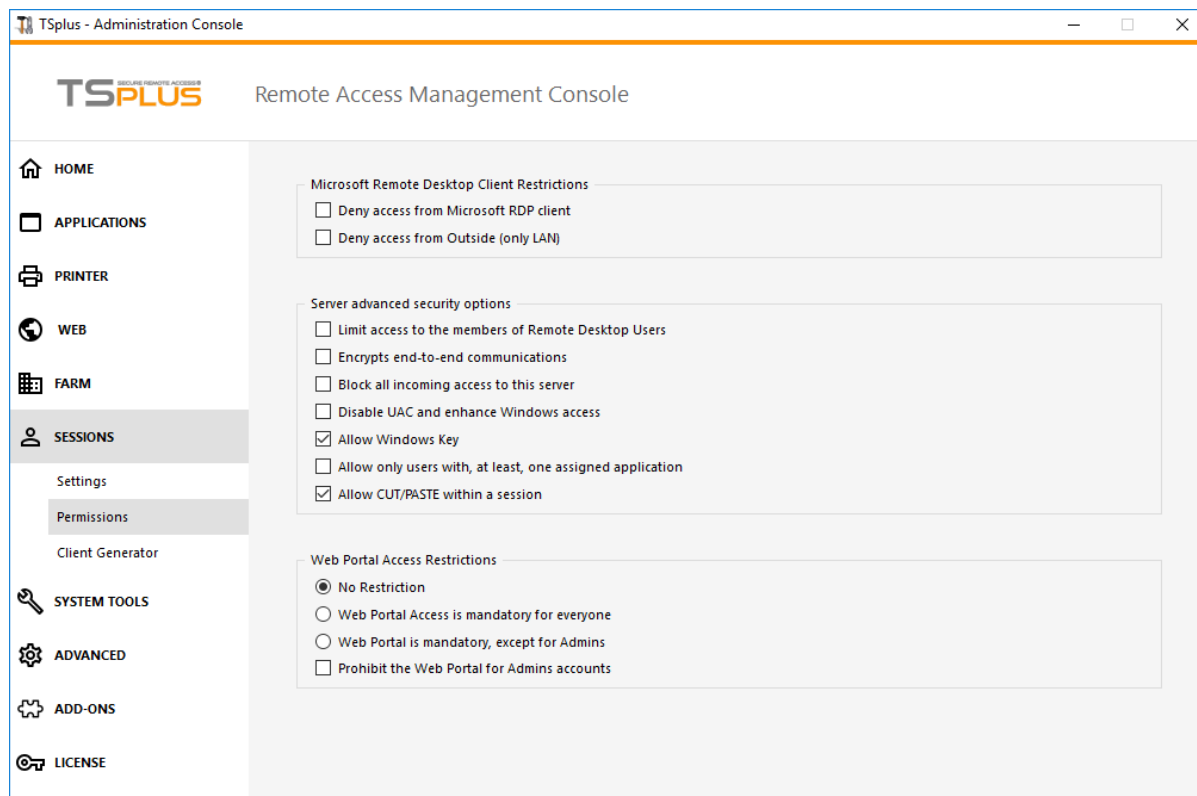 TSplus - Administration Console
TSPLUS SECURE REMOTE ACCESS®
Remote Access Management Console
HOME
APPLICATIONS
PRINTER
WEB
FARM
SESSIONS
Settings
Permissions
Client Generator
SYSTEM TOOLS
ADVANCED
ADD-ONS
LICENSE
Microsoft Remote Desktop Client Restrictions
Deny access from Microsoft RDP client
Deny access from Outside (only LAN)
Server advanced security options
Limit access to the members of Remote Desktop Users
Encrypts end-to-end communications
Block all incoming access to this server
Disable UAC and enhance Windows access
Allow Windows Key
Allow only users with, at least, one assigned application
Allow CUT/PASTE within a session
Web Portal Access Restrictions
No Restriction
Web Portal Access is mandatory for everyone
Web Portal is mandatory, except for Admins
Prohibit the Web Portal for Admins accounts